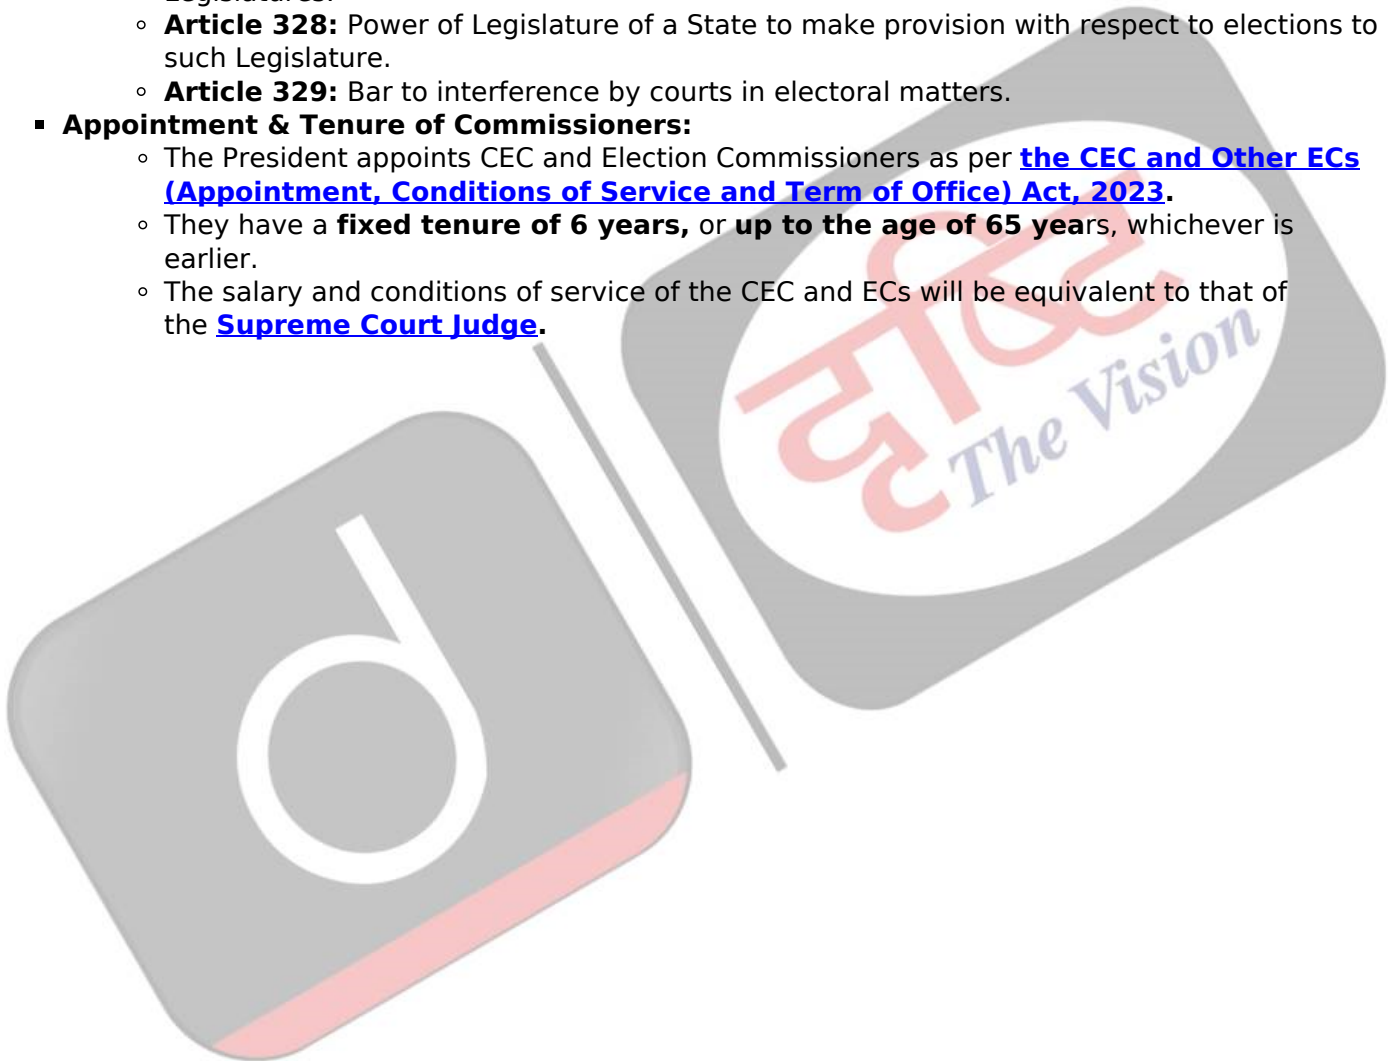 Legislatures.
Article 328: Power of Legislature of a State to make provision with respect to elections to
such Legislature.
Article 329: Bar to interference by courts in electoral matters.
Appointment & Tenure of Commissioners:
The President appoints CEC and Election Commissioners as per the CEC and Other ECs
(Appointment, Conditions of Service and Term of Office) Act, 2023.
They have a fixed tenure of 6 years, or up to the age of 65 years, whichever is
earlier.
The salary and conditions of service of the CEC and ECs will be equivalent to that of
the Supreme Court Judge.
दृष्टि
The Vision
d